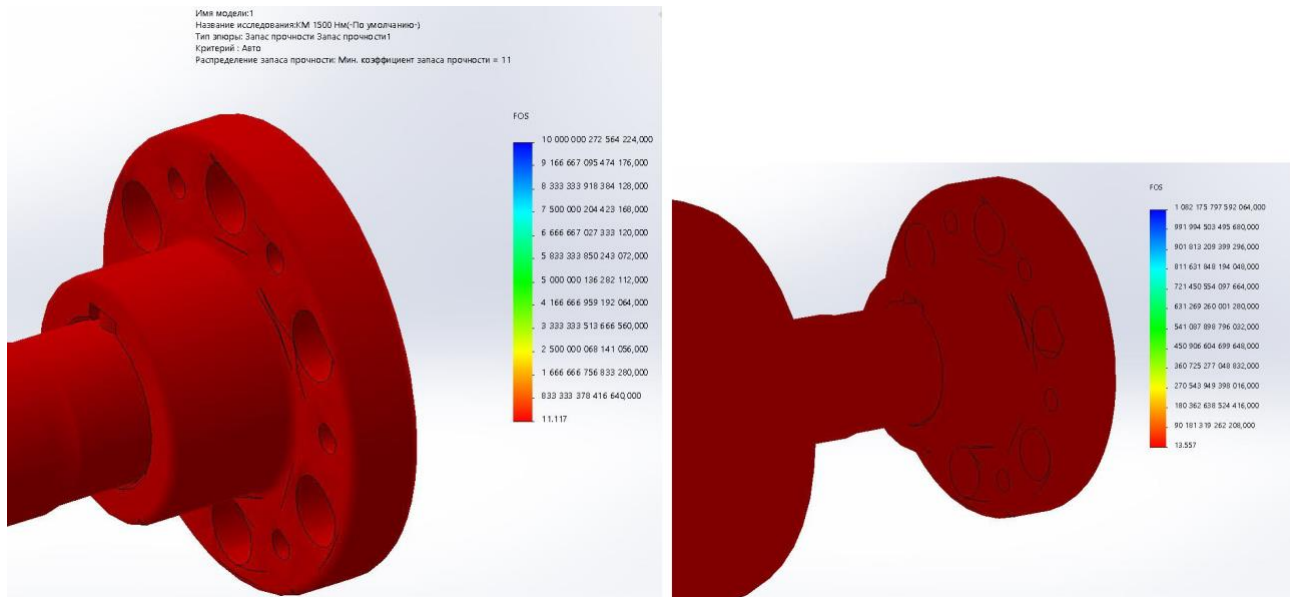 Имя модели:1
Название исследования:КМ 1500 Нм(-По умолчанию-)
Тип эпюры: Запас прочности Запас прочности1
Критерий : Авто
Распределение запаса прочности: Мин. коэффициент запаса прочности = 11
FOS
10 000 000 272 564 224,000
9 166 667 095 474 176,000
8 333 333 918 384 128,000
7 500 000 204 423 168,000
6 666 667 027 333 120,000
5 833 333 850 243 072,000
5 000 000 136 282 112,000
4 166 666 959 192 064,000
3 333 333 513 666 560,000
2 500 000 068 141 056,000
1 666 666 756 833 280,000
833 333 378 416 640,000
11.117
FOS
1 082 175 797 592 064,000
991 994 503 495 680,000
901 813 209 399 296,000
811 631 848 194 048,000
721 450 554 097 664,000
631 269 260 001 280,000
541 087 898 796 032,000
450 906 604 699 648,000
360 725 277 048 832,000
270 543 949 398 016,000
180 362 638 524 416,000
90 181 319 262 208,000
13.557